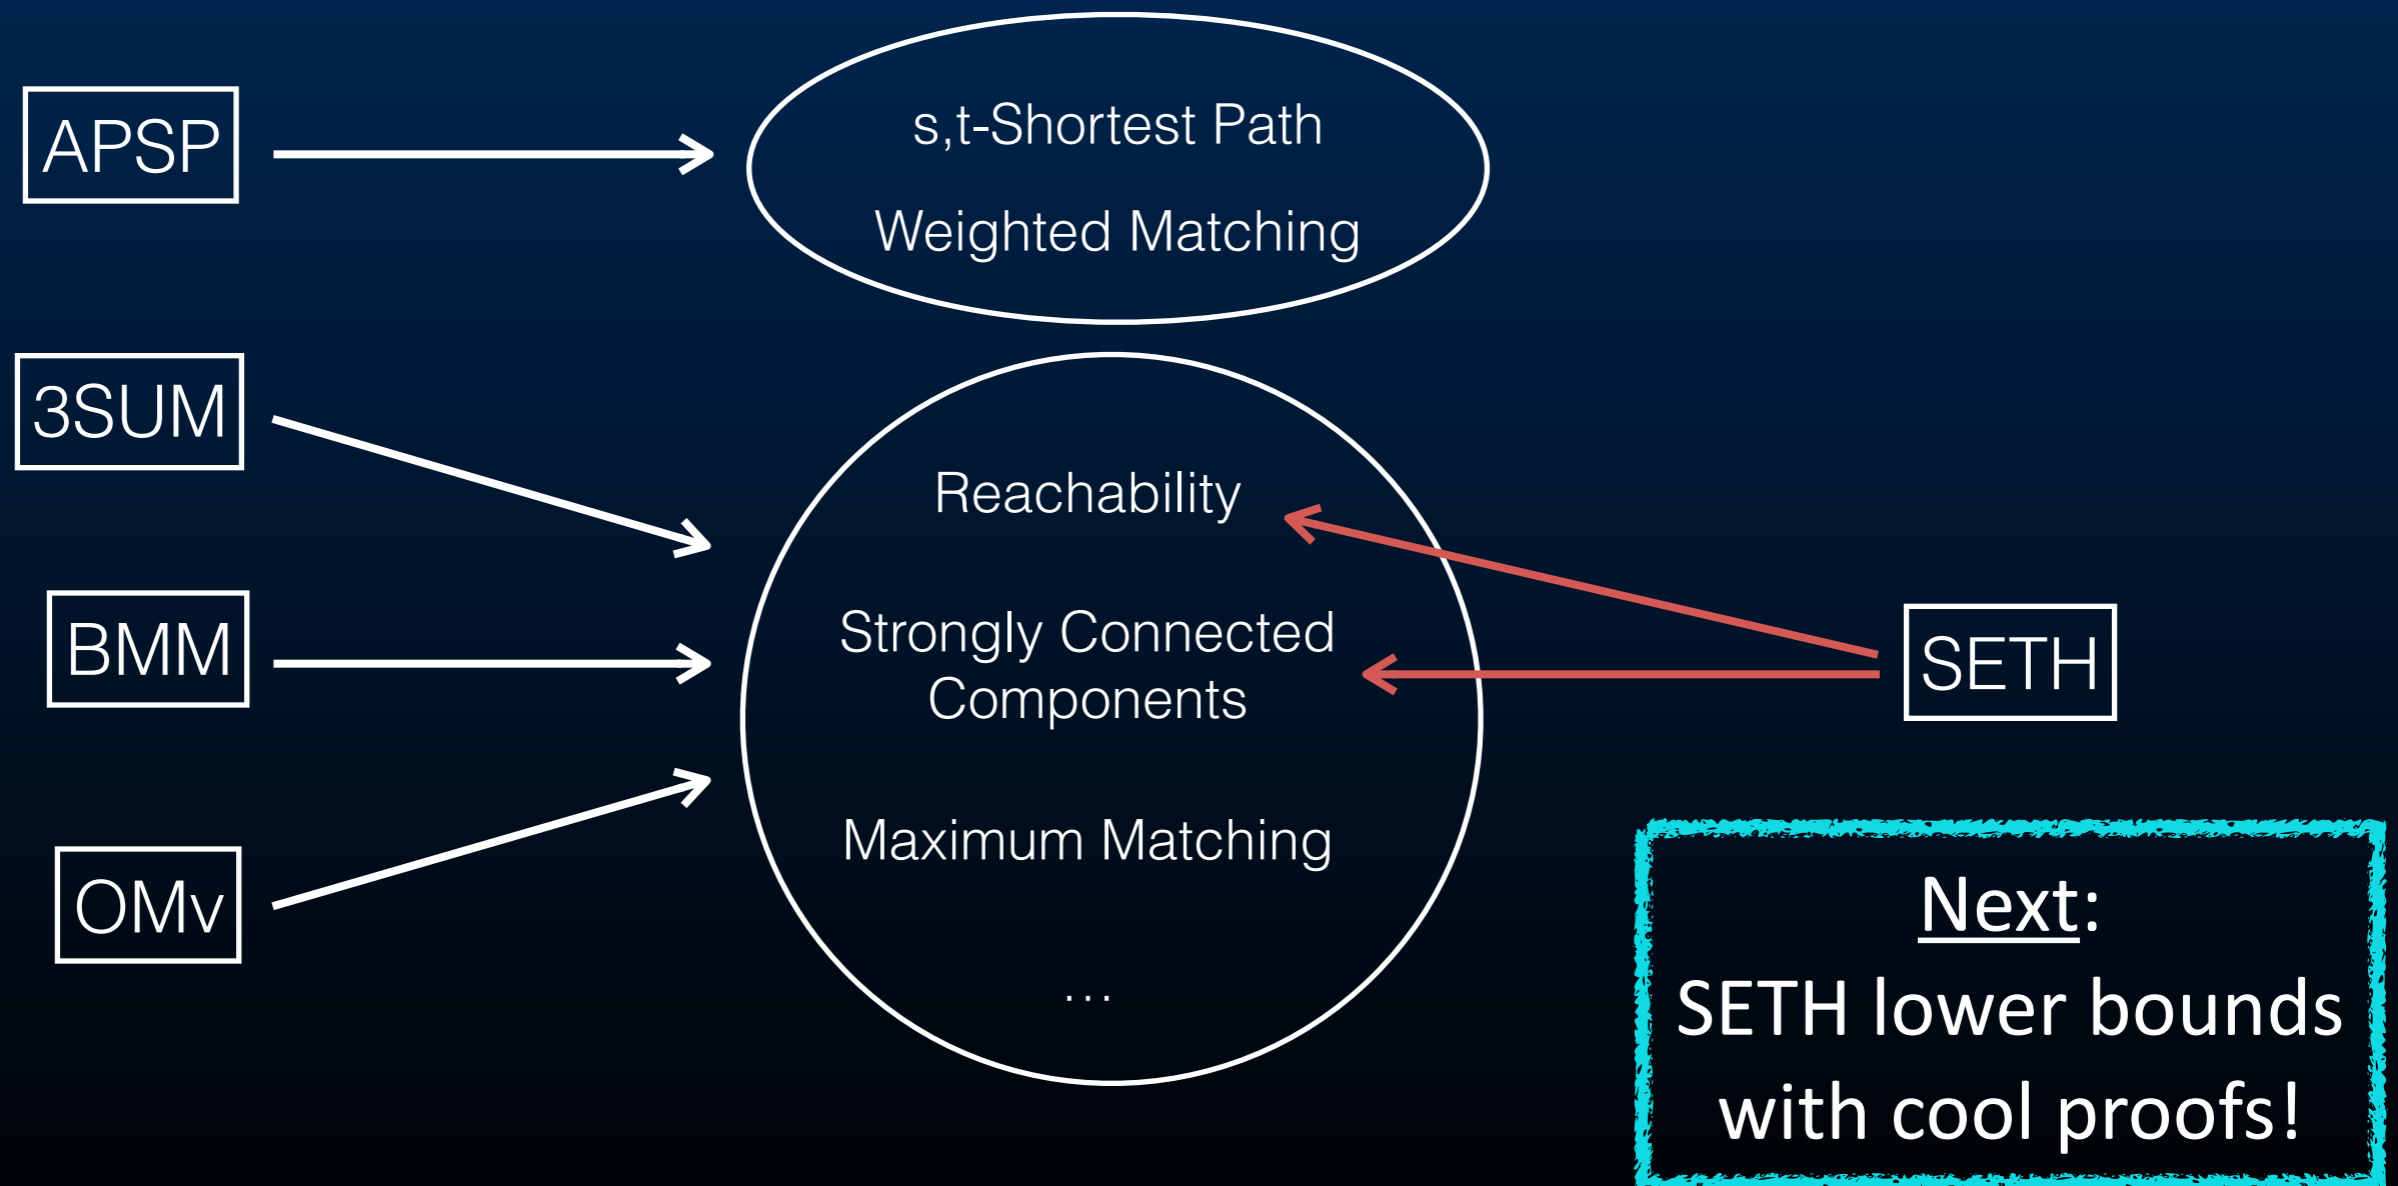 APSP
s,t-Shortest Path
Weighted Matching
3SUM
Reachability
BMM
Strongly Connected
Components
SETH
Maximum Matching
OMv
...
Next:
SETH lower bounds
with cool proofs!